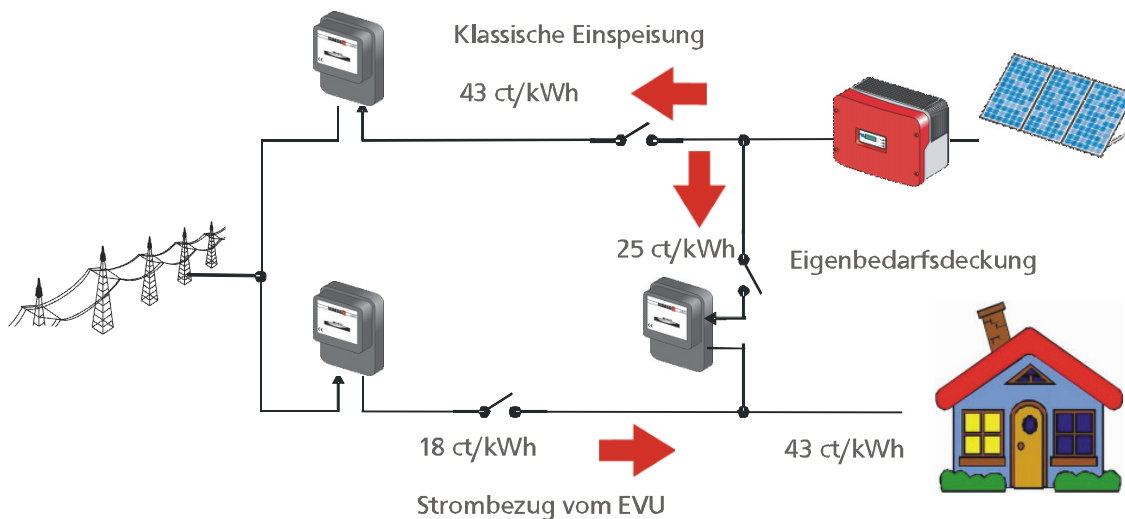 Klassische Einspeisung
43 ct/kWh
25 ct/kWh
Eigenbedarfsdeckung
18 ct/kWh
43 ct/kWh
Strombezug vom EVU